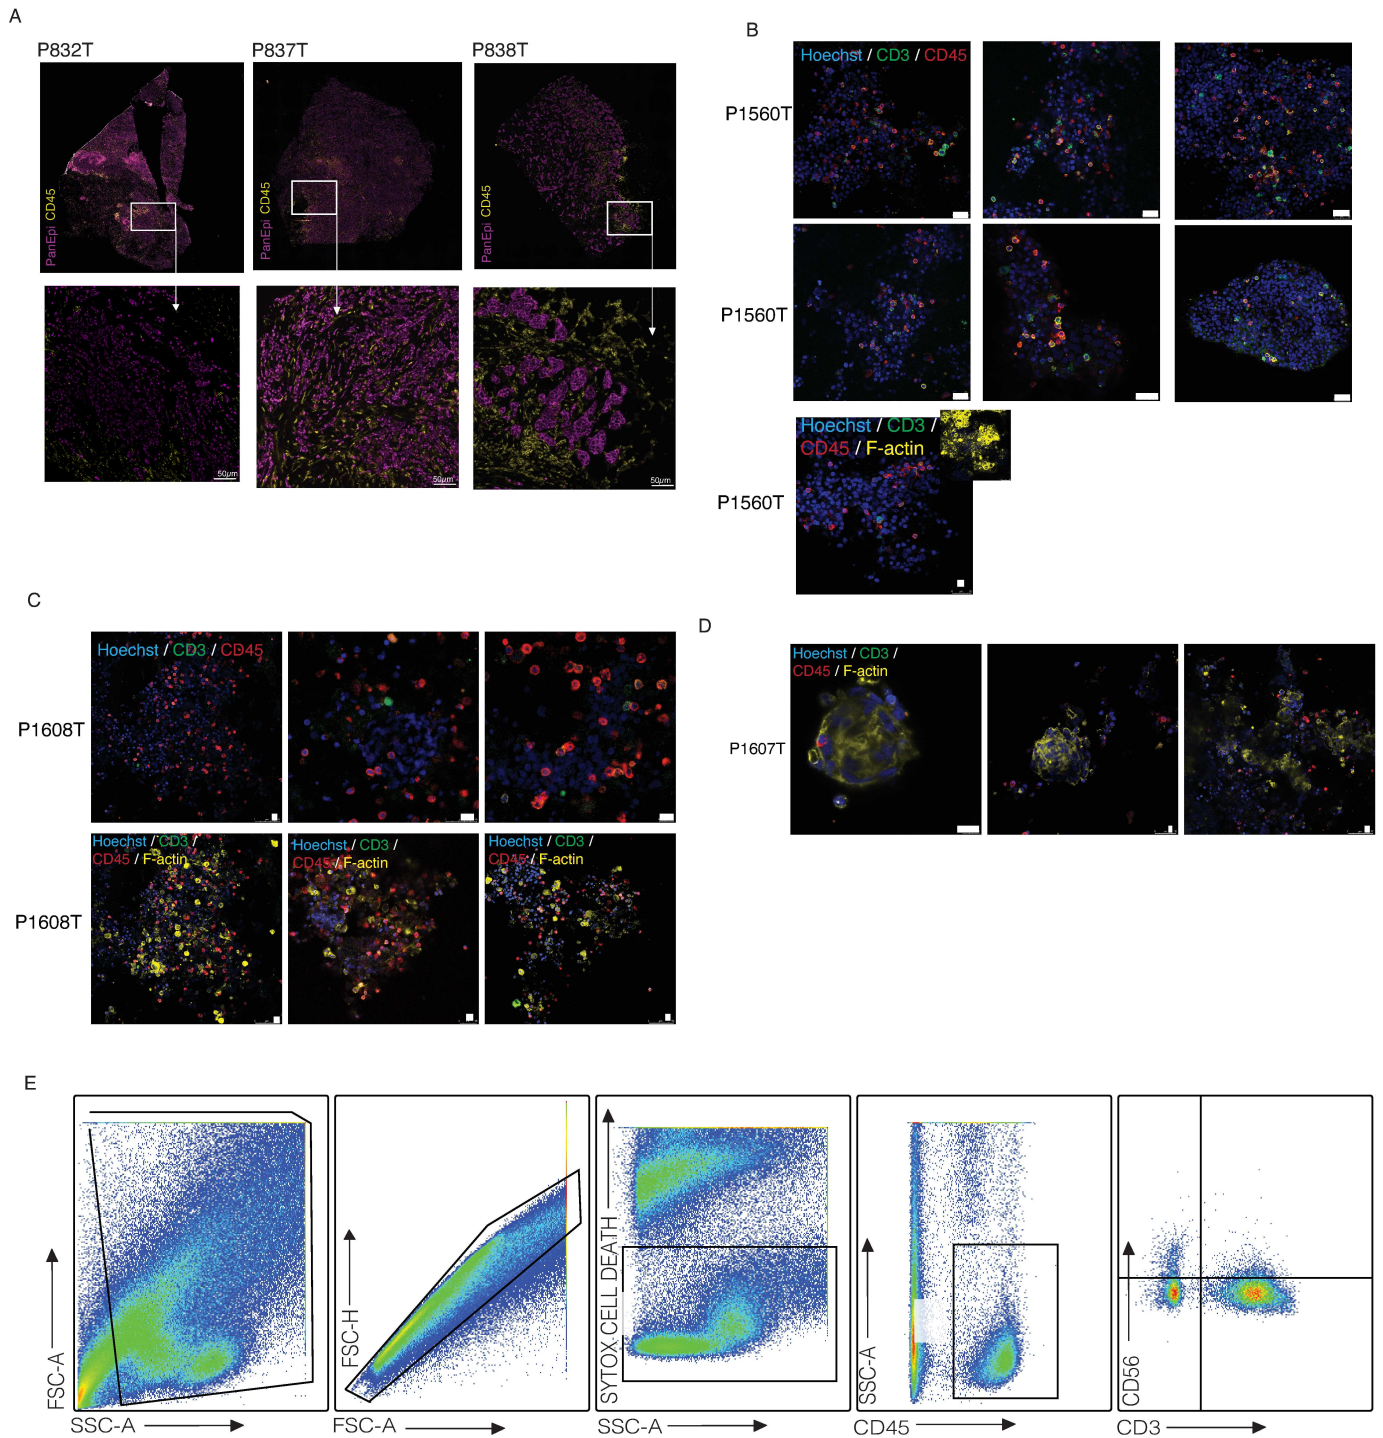 A
P832T
P837T
P838T
PanEpi CD45
PanEpi CD45
PanEpi CD45
50µm
50µm
50µm
B
Hoechst / CD3 / CD45
P1560T
P1560T
Hoechst / CD3 /
CD45 / F-actin
P1560T
C
Hoechst / CD3 / CD45
P1608T
Hoechst / CD3 /
CD45 / F-actin
Hoechst / CD3 /
CD45 / F-actin
Hoechst / CD3 /
CD45 / F-actin
P1608T
D
Hoechst / CD3 /
CD45 / F-actin
P1607T
E
FSC-A
SSC-A
FSC-H
FSC-A
SYTOX CELL DEATH
SSC-A
SSC-A
CD45
CD56
CD3